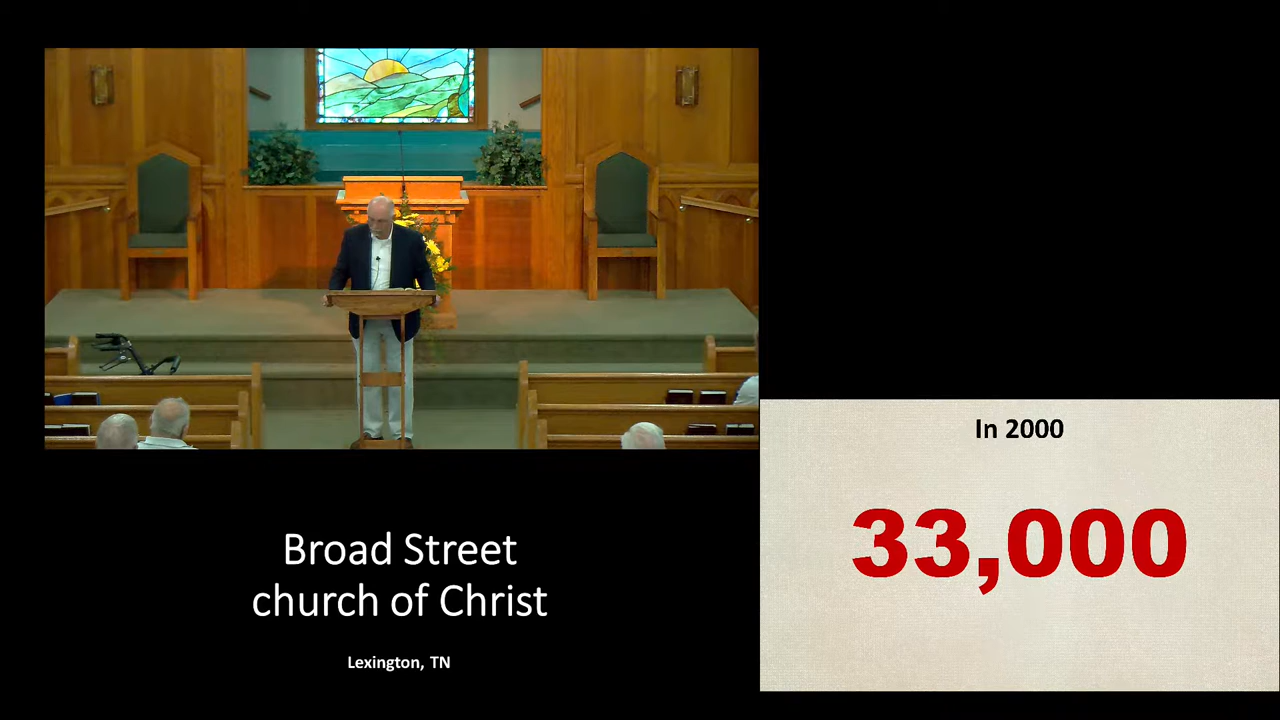 In 2000
33,000
Broad Street
church of Christ
Lexington, TN